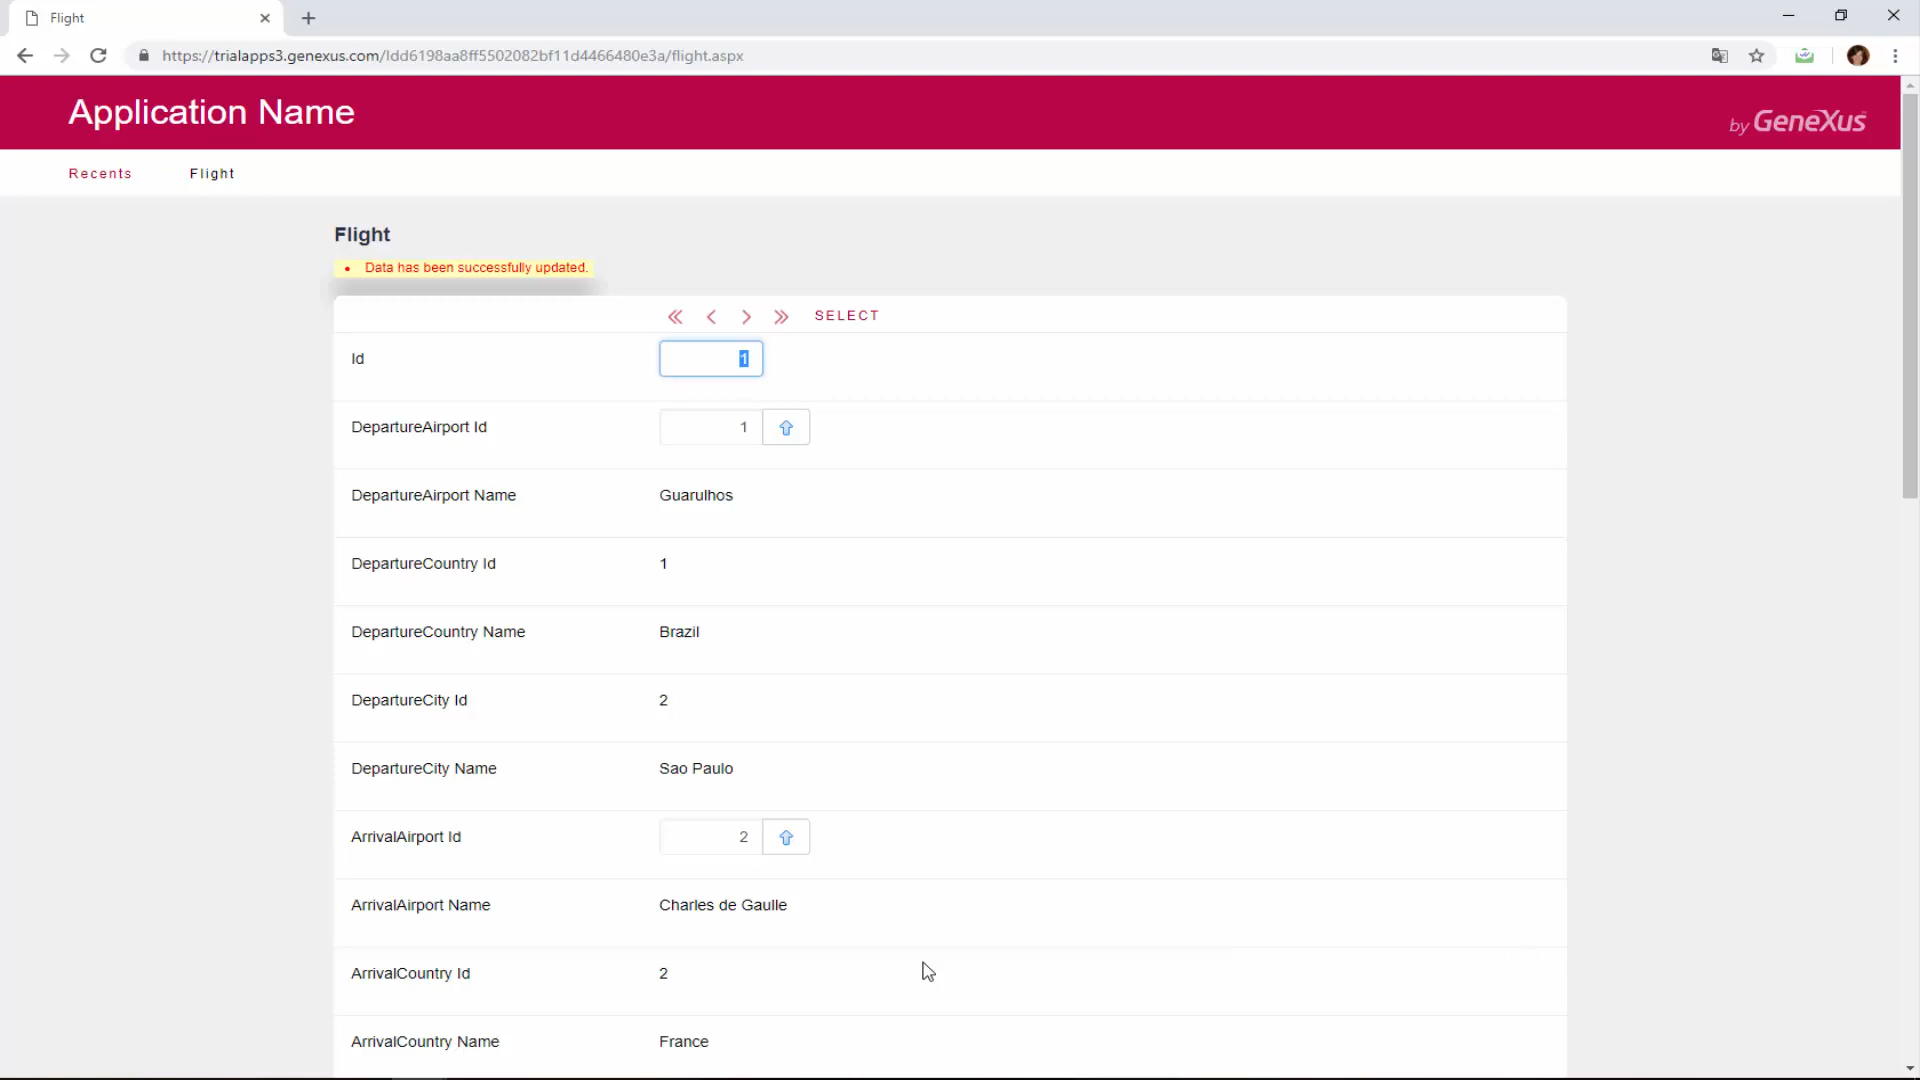 Flight
https://trialapps3.genexus.com/Idd6198aa8ff5502082bf11d4466480e3a/flight.aspx
Application Name
by GeneXus
Recents Flight
Flight
Data has been successfully updated.
SELECT
Id 1
DepartureAirport Id 1
DepartureAirport Name Guarulhos
DepartureCountry Id 1
DepartureCountry Name Brazil
DepartureCity Id 2
DepartureCity Name Sao Paulo
ArrivalAirport Id 2
ArrivalAirport Name Charles de Gaulle
ArrivalCountry Id 2
ArrivalCountry Name France